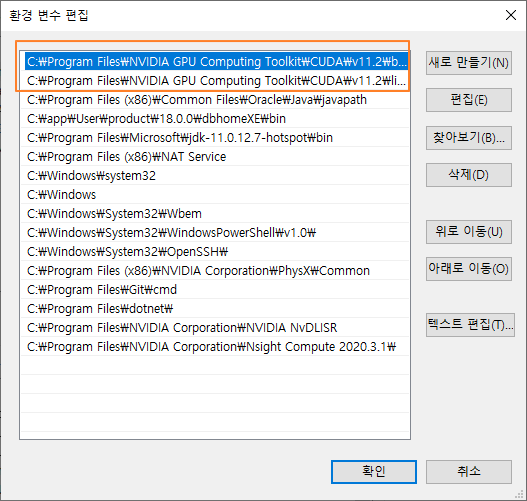 환경 변수 편집
C:₩Program Files₩NVIDIA GPU Computing Toolkit₩CUDA₩v11.2₩b...
C:₩Program Files₩NVIDIA GPU Computing Toolkit₩CUDA₩v11.2₩li...
C:₩Program Files (x86)₩Common Files₩Oracle₩Java₩javapath
C:₩app₩User₩product₩18.0.0₩dbhomeXE₩bin
C:₩Program Files₩Microsoft₩jdk-11.0.12.7-hotspot₩bin
C:₩Program Files (x86)₩NAT Service
C:₩Windows₩system32
C:₩Windows
C:₩Windows₩System32₩Wbem
C:₩Windows₩System32₩WindowsPowerShell₩v1.0₩
C:₩Windows₩System32₩OpenSSH₩
C:₩Program Files (x86)₩NVIDIA Corporation₩PhysX₩Common
C:₩Program Files₩Git₩cmd
C:₩Program Files₩dotnet₩
C:₩Program Files₩NVIDIA Corporation₩NVIDIA NvDLISR
C:₩Program Files₩NVIDIA Corporation₩Nsight Compute 2020.3.1₩
새로 만들기(N)
편집(E)
찾아보기(B)...
삭제(D)
위로 이동(U)
아래로 이동(O)
텍스트 편집(T)...
확인
취소